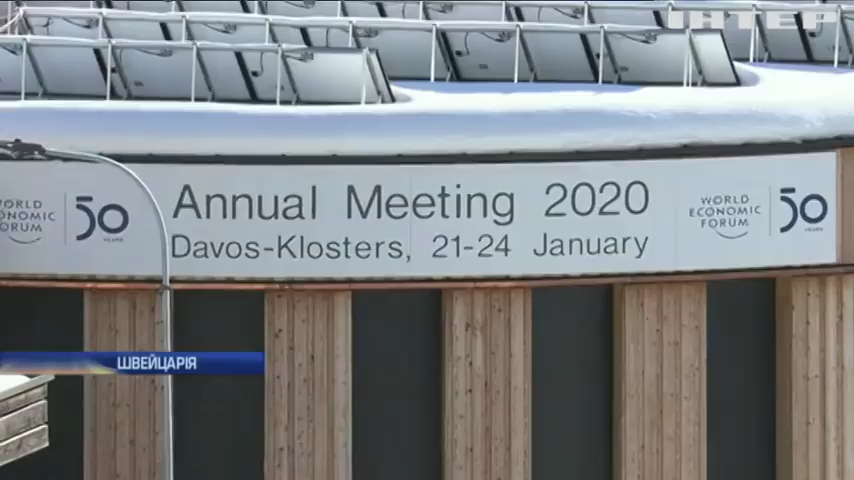 ІНТЕР
WORLD
ECONOMIC
FORUM
50
YEARS
Annual Meeting 2020
Davos-Klosters, 21-24 January
WORLD
ECONOMIC
FORUM
50
YEARS
ШВЕЙЦАРІЯ